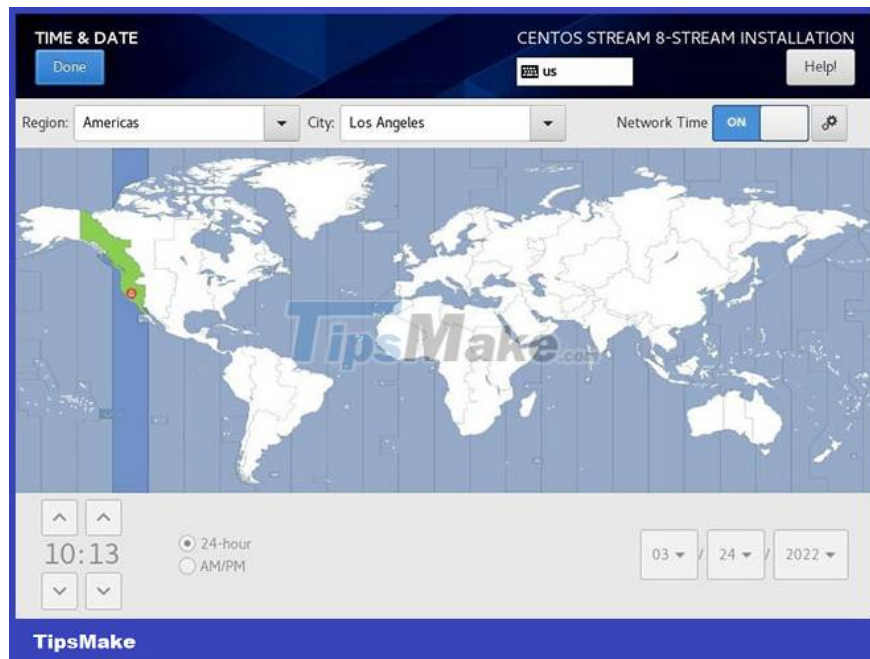 TIME & DATE
CENTOS STREAM 8-STREAM INSTALLATION
Done
us
Help!
Region:
Americas
City:
Los Angeles
Network Time
ON
TipsMake.com
10:13
24-hour
AM/PM
03 / 24 / 2022
TipsMake